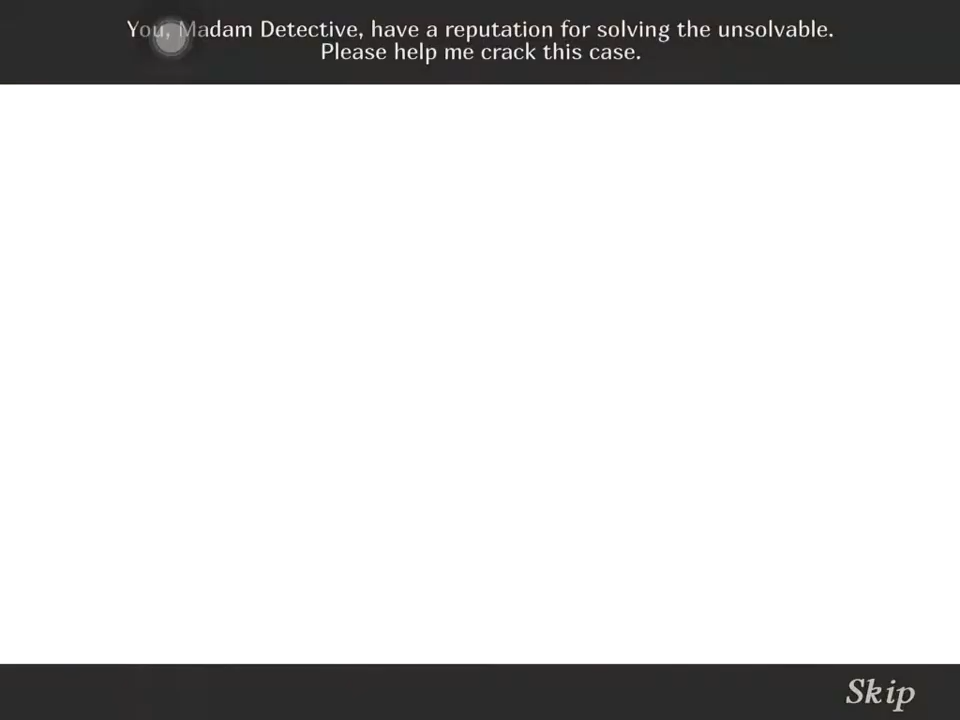 You, Madam Detective, have a reputation for solving the unsolvable.
Please help me crack this case.
Skip